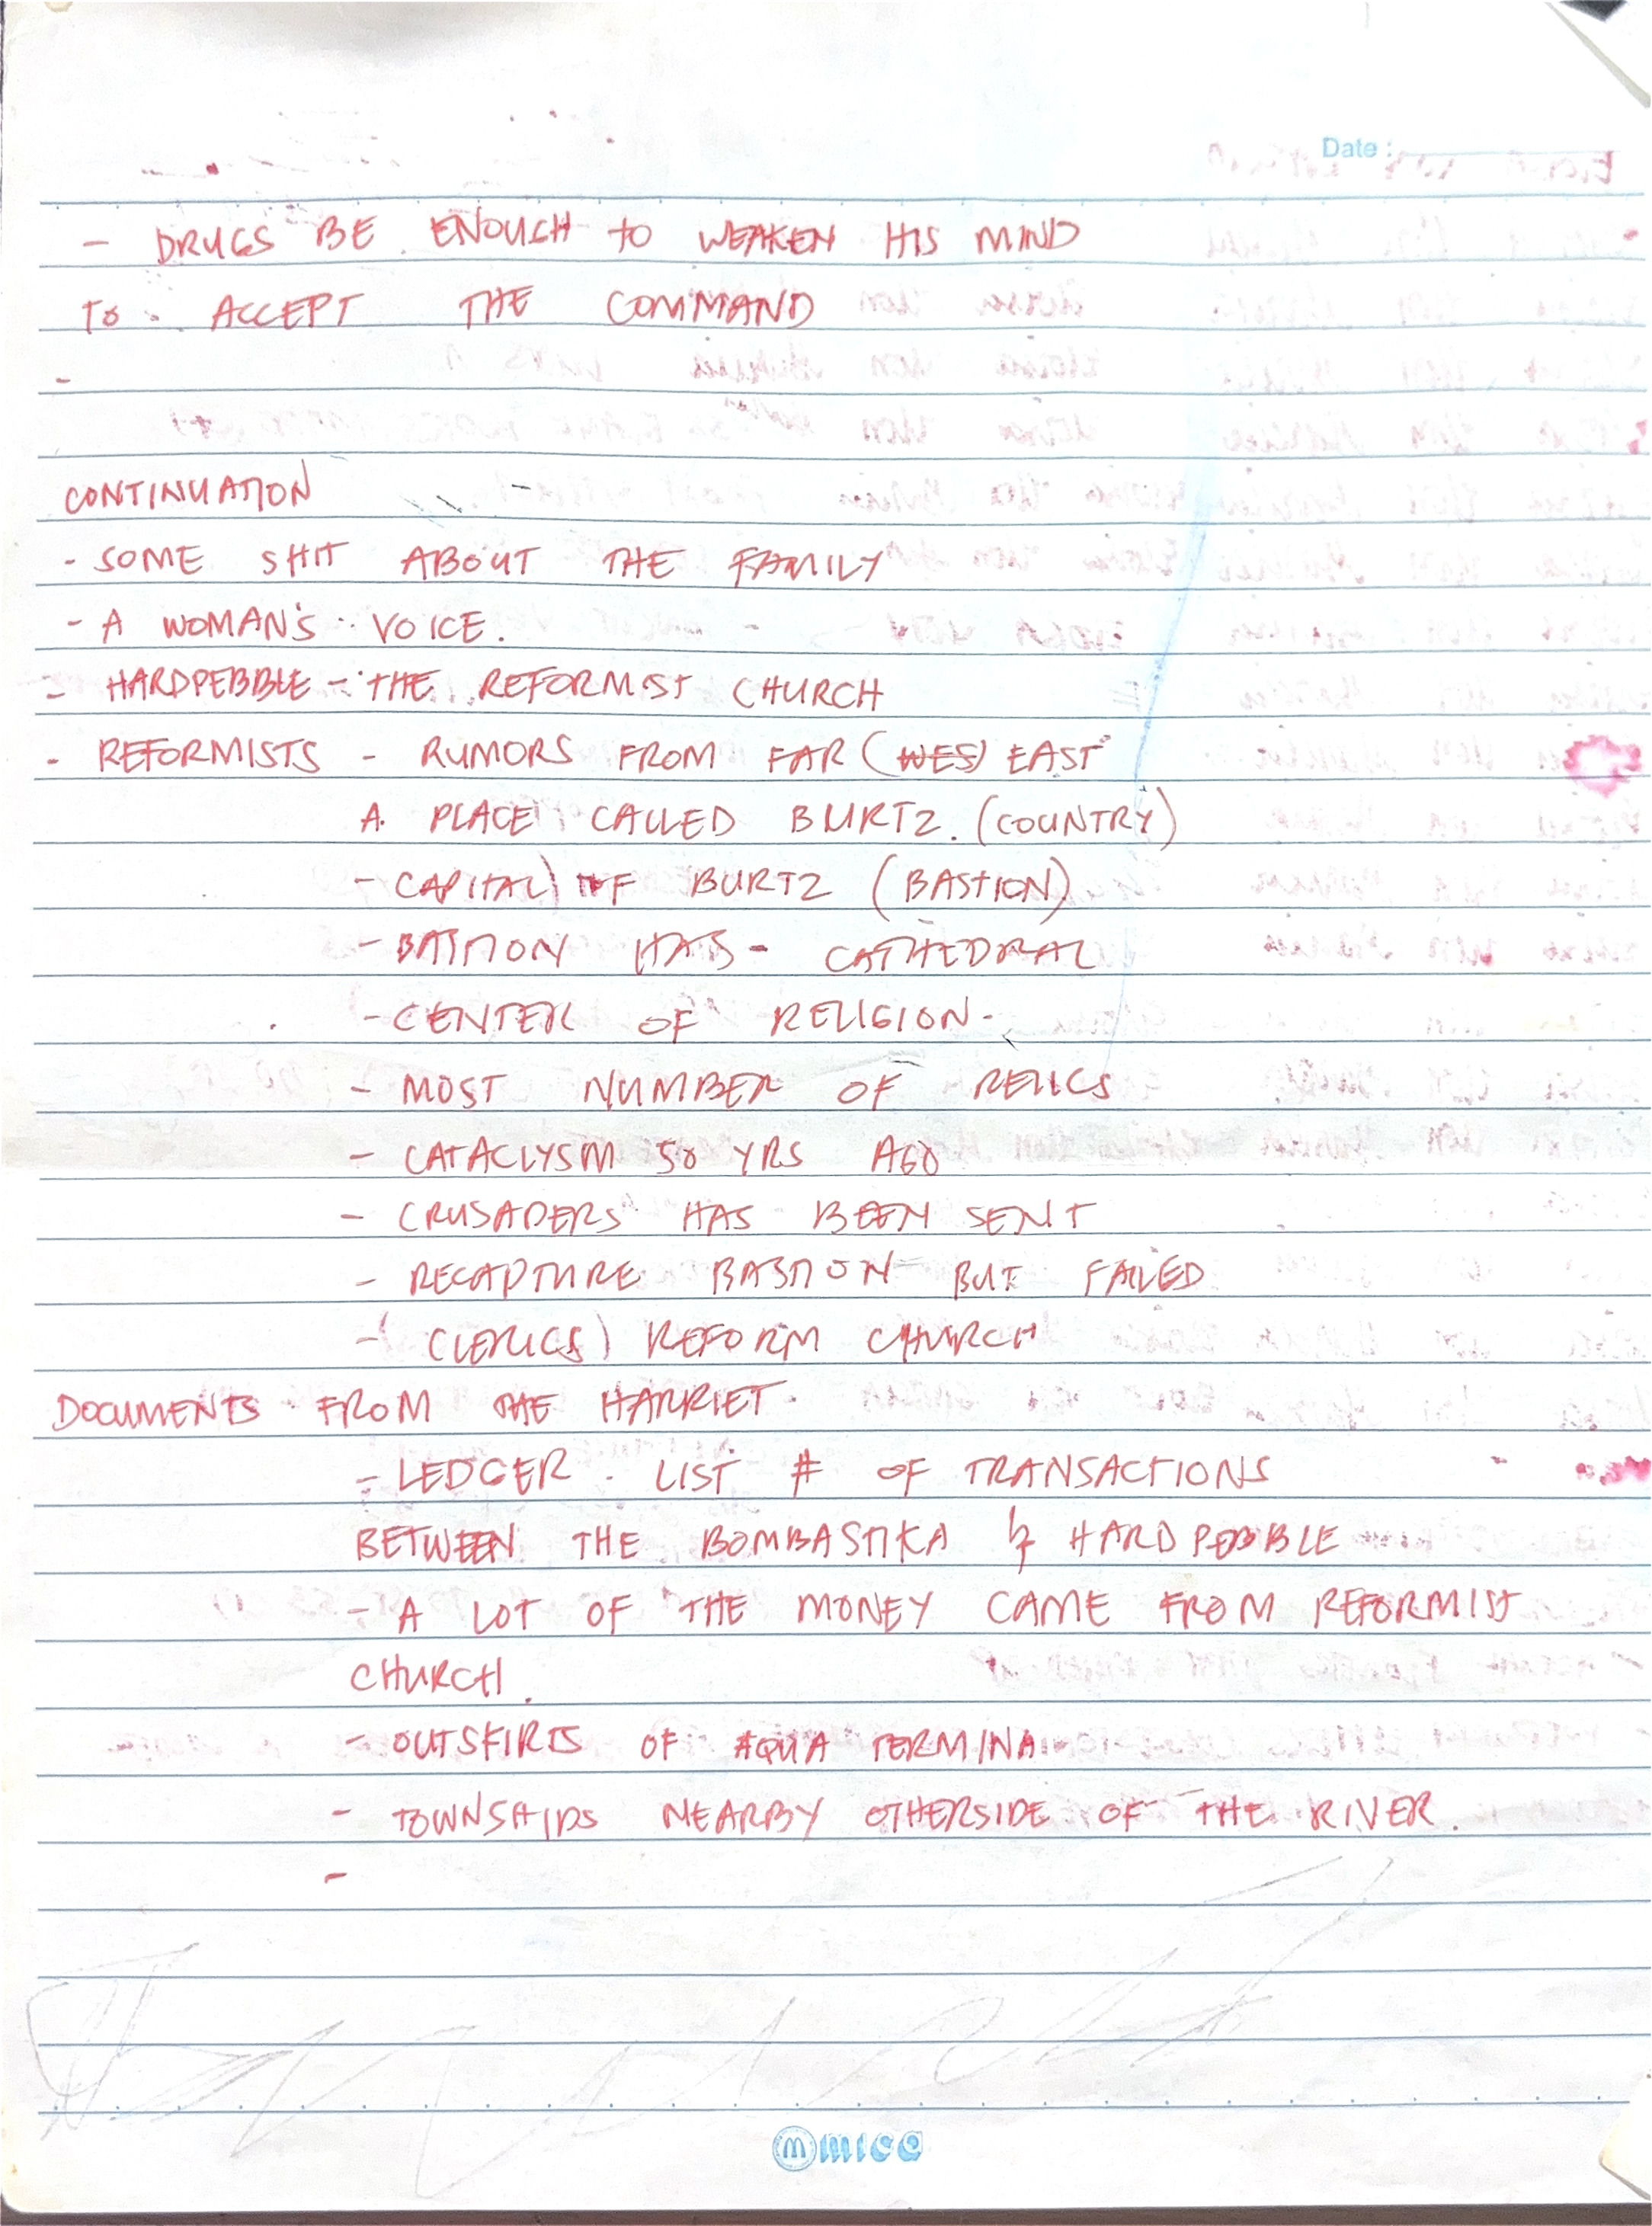 Date :
- DRUGS BE ENOUGH TO WEAKEN HIS MIND
TO ACCEPT THE COMMAND
-
CONTINUATION
- SOME SHIT ABOUT THE FAMILY
- A WOMAN'S VOICE.
- HARDPEBBLE - THE REFORMIST CHURCH
- REFORMISTS - RUMORS FROM FAR (WES) EAST
A PLACE CALLED BURTZ. (COUNTRY)
- CAPITAL) OF BURTZ (BASTION)
- BASTION HAS - CATHEDRAL
- CENTER OF RELIGION.
- MOST NUMBER OF RELICS
- CATACLYSM 50 YRS AGO
- CRUSADERS HAS BEEN SENT
- RECAPTURE BASTION BUT FAILED
- (CLERICS) REFORM CHURCH
DOCUMENTS FROM THE HARRIET.
- LEDGER . LIST # OF TRANSACTIONS
BETWEEN THE BOMBASTIKA & HARDPEBBLE
- A LOT OF THE MONEY CAME FROM REFORMIST
CHURCH.
- OUTSKIRTS OF AQUA TERMINA
- TOWNSHIPS NEARBY OTHERSIDE OF THE RIVER.
-
mica